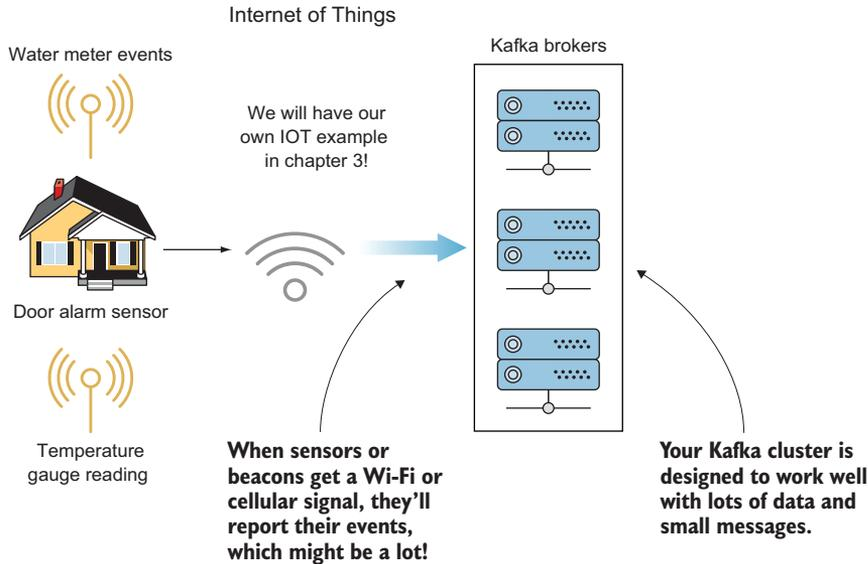 Internet of Things
Water meter events
Kafka brokers
We will have our
own IOT example
in chapter 3!
Door alarm sensor
Temperature
gauge reading
When sensors or
beacons get a Wi-Fi or
cellular signal, they’ll
report their events,
which might be a lot!
Your Kafka cluster is
designed to work well
with lots of data and
small messages.